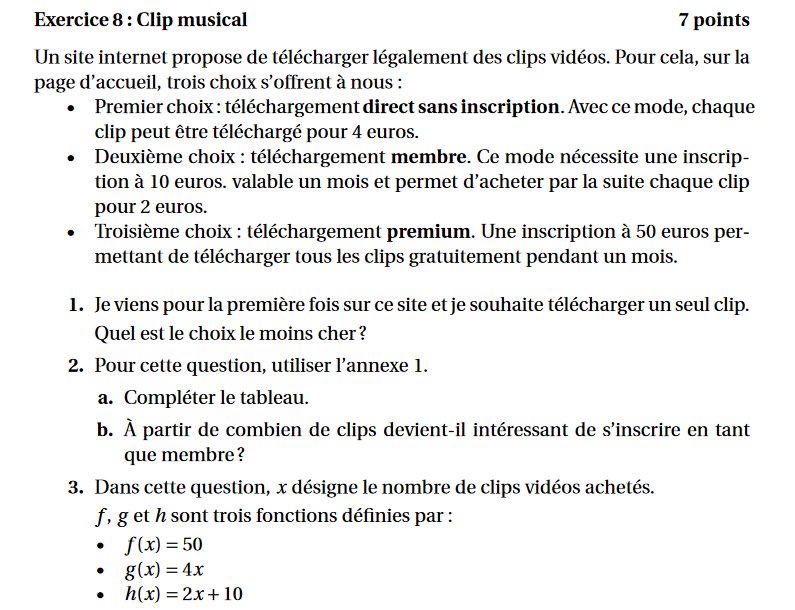 Exercice 8 : Clip musical 7 points
Un site internet propose de télécharger légalement des clips vidéos. Pour cela, sur la
page d'accueil, trois choix s'offrent à nous :
• Premier choix : téléchargement direct sans inscription. Avec ce mode, chaque
clip peut être téléchargé pour 4 euros.
• Deuxième choix : téléchargement membre. Ce mode nécessite une inscrip-
tion à 10 euros. valable un mois et permet d'acheter par la suite chaque clip
pour 2 euros.
• Troisième choix : téléchargement premium. Une inscription à 50 euros per-
mettant de télécharger tous les clips gratuitement pendant un mois.
1. Je viens pour la première fois sur ce site et je souhaite télécharger un seul clip.
Quel est le choix le moins cher ?
2. Pour cette question, utiliser l'annexe 1.
a. Compléter le tableau.
b. À partir de combien de clips devient-il intéressant de s'inscrire en tant
que membre ?
3. Dans cette question, x désigne le nombre de clips vidéos achetés.
f, g et h sont trois fonctions définies par :
• f(x) = 50
• g(x) = 4x
• h(x) = 2x + 10